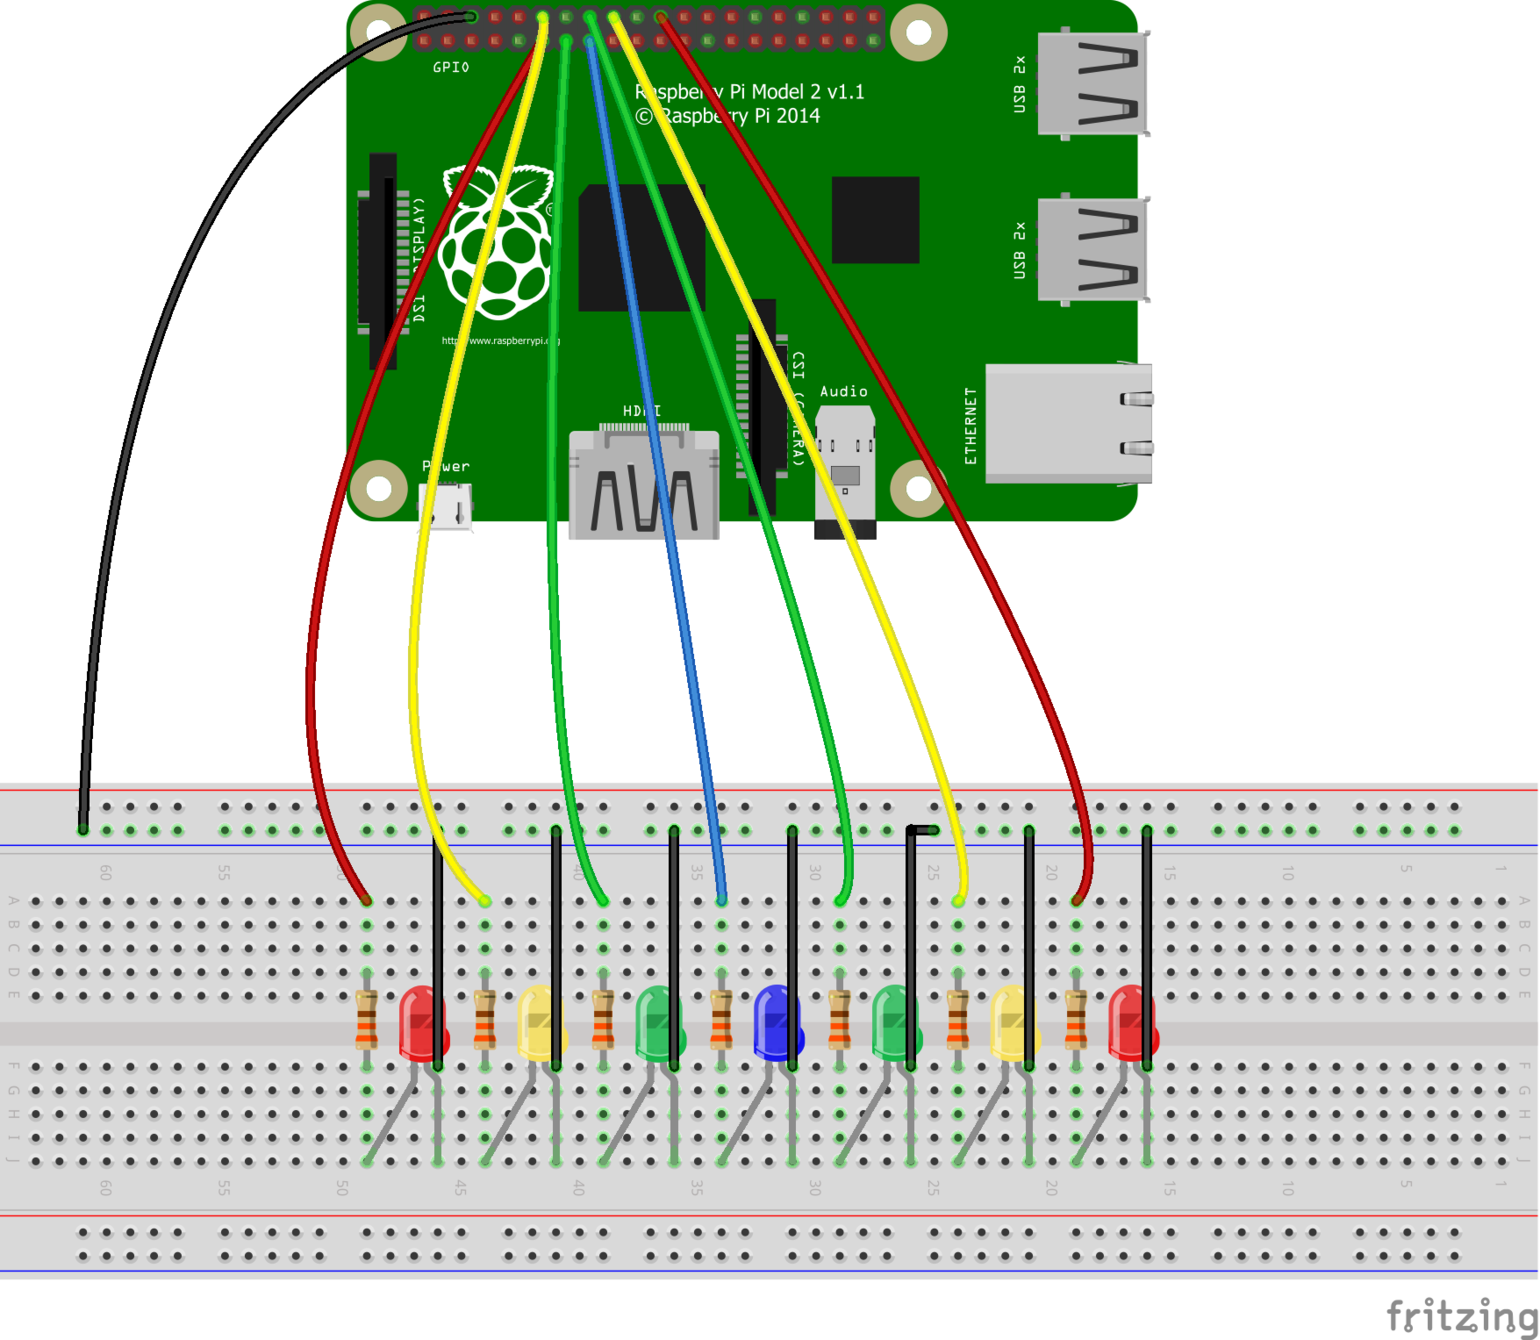 GPIO
Raspberry Pi Model 2 v1.1
© Raspberry Pi 2014
USB 2x
USB 2x
DSI (DISPLAY)
®
http://www.raspberrypi.org
CSI (CAMERA)
Audio
HDMI
ETHERNET
Power
60 55 50 45 40 35 30 25 20 15 10 5 1
A A
B B
C C
D D
E E
F F
G G
H H
I I
J J
60 55 50 45 40 35 30 25 20 15 10 5 1
fritzing